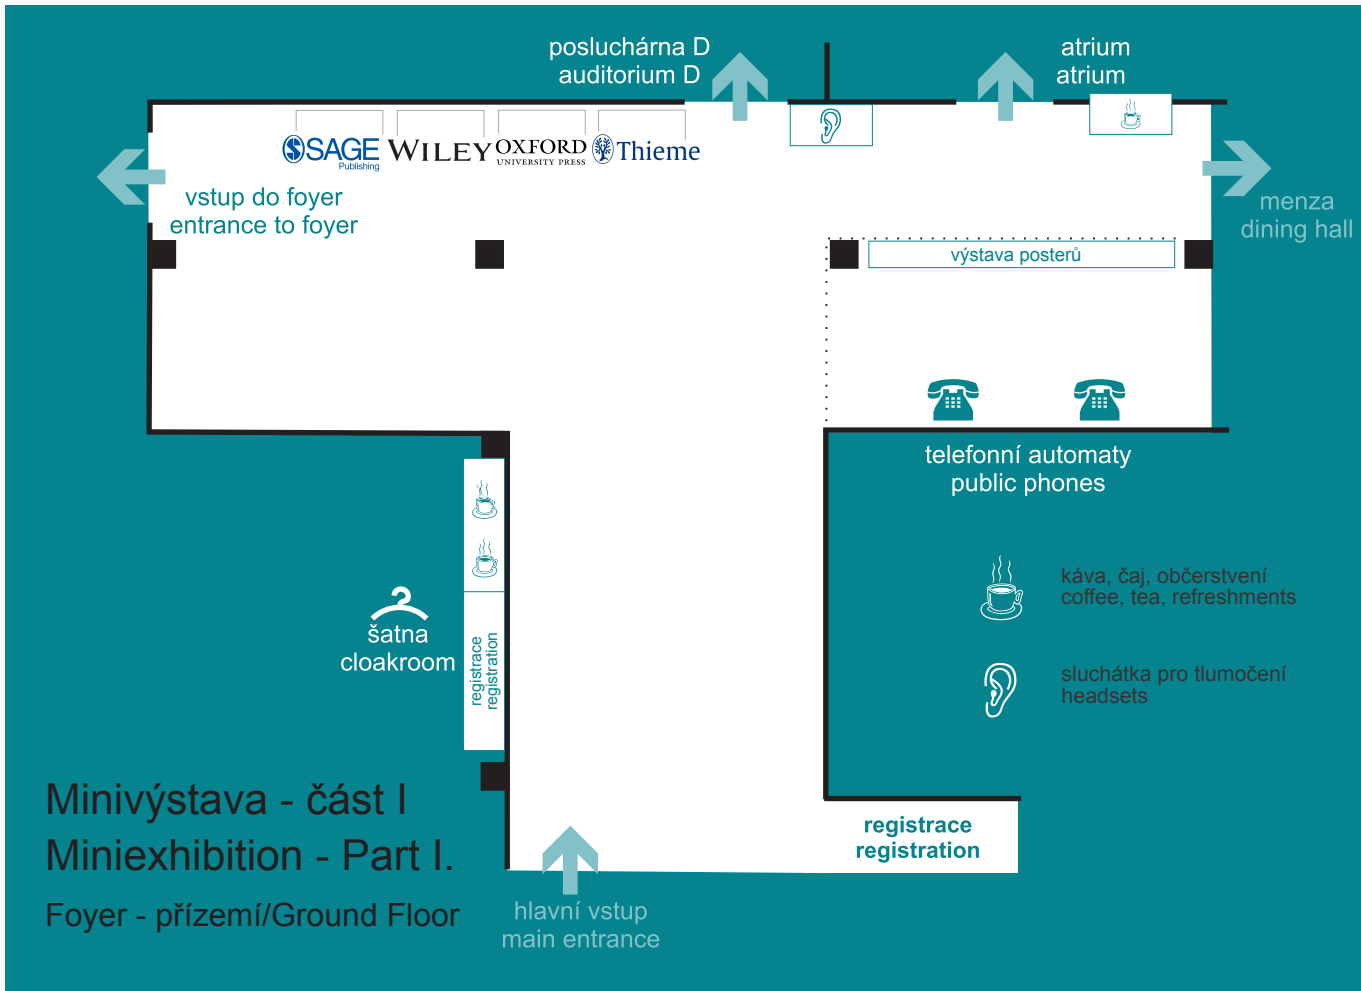 posluchárna D
auditorium D
atrium
atrium
SAGE
Publishing
WILEY
OXFORD
UNIVERSITY PRESS
Thieme
vstup do foyer
entrance to foyer
menza
dining hall
výstava posterů
telefonní automaty
public phones
káva, čaj, občerstvení
coffee, tea, refreshments
šatna
cloakroom
registrace
registration
sluchátka pro tlumočení
headsets
Minivýstava - část I
Miniexhibition - Part I.
Foyer - přízemí/Ground Floor
registrace
registration
hlavní vstup
main entrance